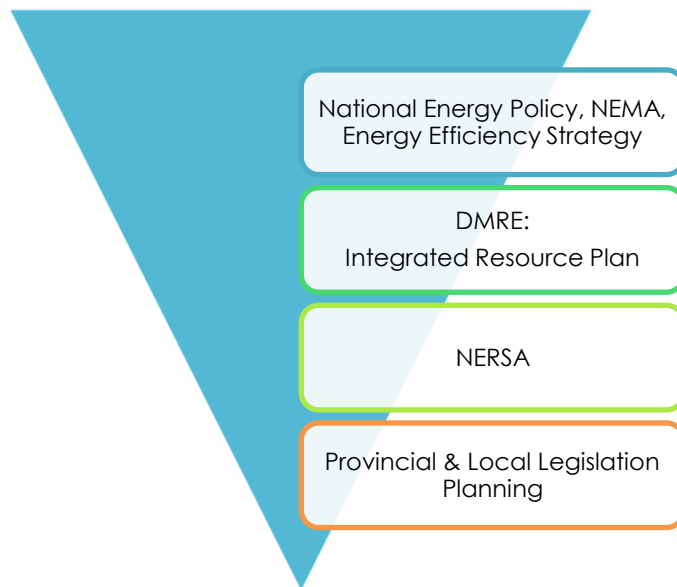 National Energy Policy, NEMA,
Energy Efficiency Strategy
DMRE:
Integrated Resource Plan
NERSA
Provincial & Local Legislation
Planning